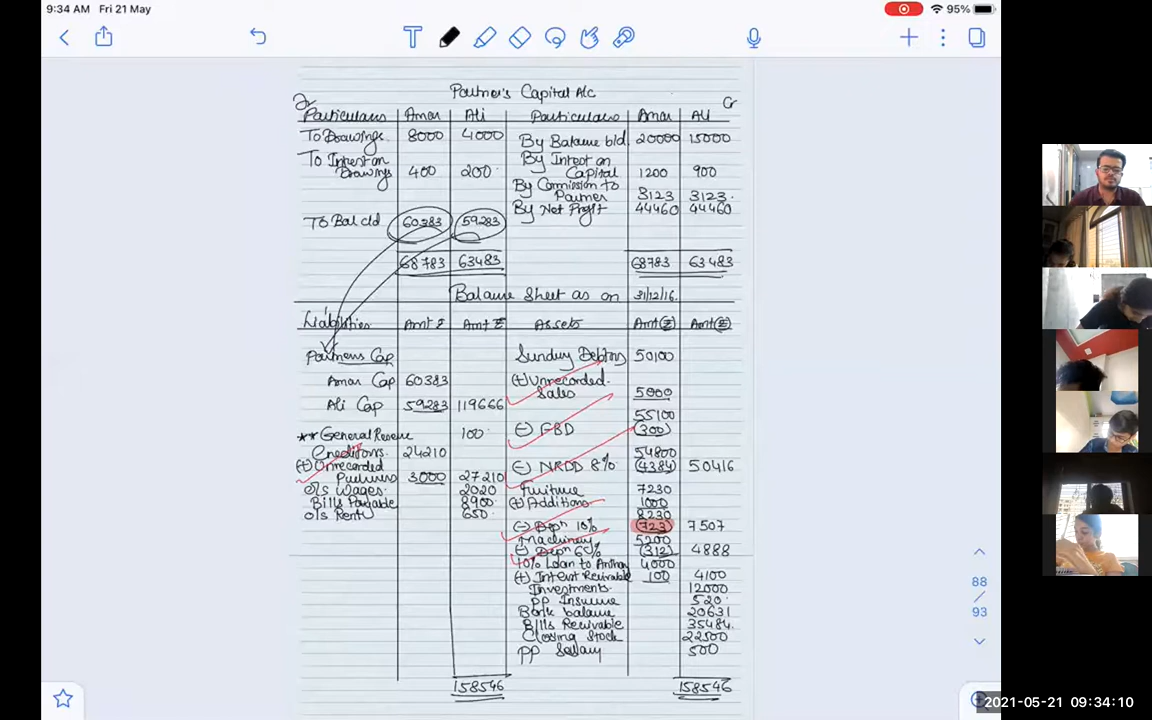 9:34 AM Fri 21 May 95%
Partner's Capital A/c
Dr Cr
Particulars Amar Ali Particulars Amar Ali
To Drawings 8000 4000 By Balance b/d 20000 15000
To Interest on Drawings 400 200 By Interest on Capital 1200 900
By Commission to Partner 3123 3123
By Net Profit 44460 44460
To Bal c/d 60383 59283
68783 63483 68783 63483
Balance Sheet as on 31/12/16.
Liabilities Amt ₹ Amt ₹ Assets Amt(₹) Amt(₹)
Partners Cap Sundry Debtors 50100
Amar Cap 60383 (+) Unrecorded Sales 5000
Ali Cap 59283 119666 55100
**General Reserve 100 (-) FBD (300)
Creditors 24210 54800
(+) Unrecorded Purchases 3000 27210 (-) NRDD 8% (4384) 50416
O/s Wages 2020 Furniture 7230
Bills Payable 8900 (+) Additions 1000
O/s Rent 650 8230
(-) Depn 10% (723) 7507
Machinery 5200
(-) Depn 6% (312) 4888
10% Loan to 4000
(+) Interest Receivable 100 4100
Investments 12000
PP Insurance 520
Bank balance 20631
Bills Receivable 35484
Closing Stock 22500
PP Salary 500
158546 158546
88
/
93
2021-05-21 09:34:10